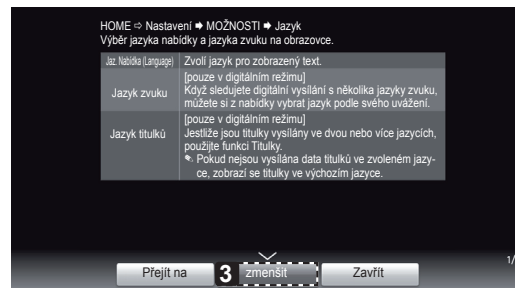 HOME ⇨ Nastavení ➡ MOŽNOSTI ➡ Jazyk
Výběr jazyka nabídky a jazyka zvuku na obrazovce.
Jaz. Nabídka (Language) Zvolí jazyk pro zobrazený text.
Jazyk zvuku
[pouze v digitálním režimu]
Když sledujete digitální vysílání s několika jazyky zvuku,
můžete si z nabídky vybrat jazyk podle svého uvážení.
Jazyk titulků
[pouze v digitálním režimu]
Jestliže jsou titulky vysílány ve dvou nebo více jazycích,
použijte funkci Titulky.
Pokud nejsou vysílána data titulků ve zvoleném jazy-
ce, zobrazí se titulky ve výchozím jazyce.
Přejít na 3 zmenšit Zavřít
1/